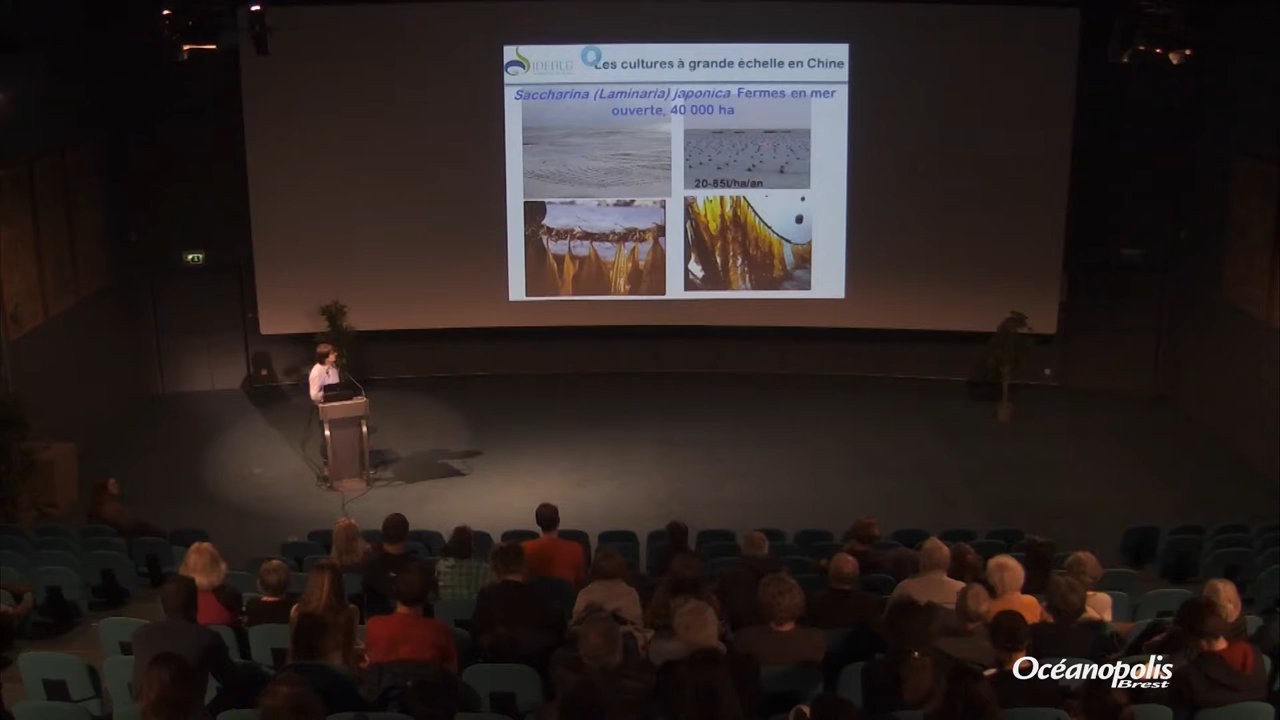 IDEALG
Les cultures à grande échelle en Chine
Saccharina (Laminaria) japonica Fermes en mer
ouverte, 40 000 ha
20-85t/ha/an
Océanopolis
Brest